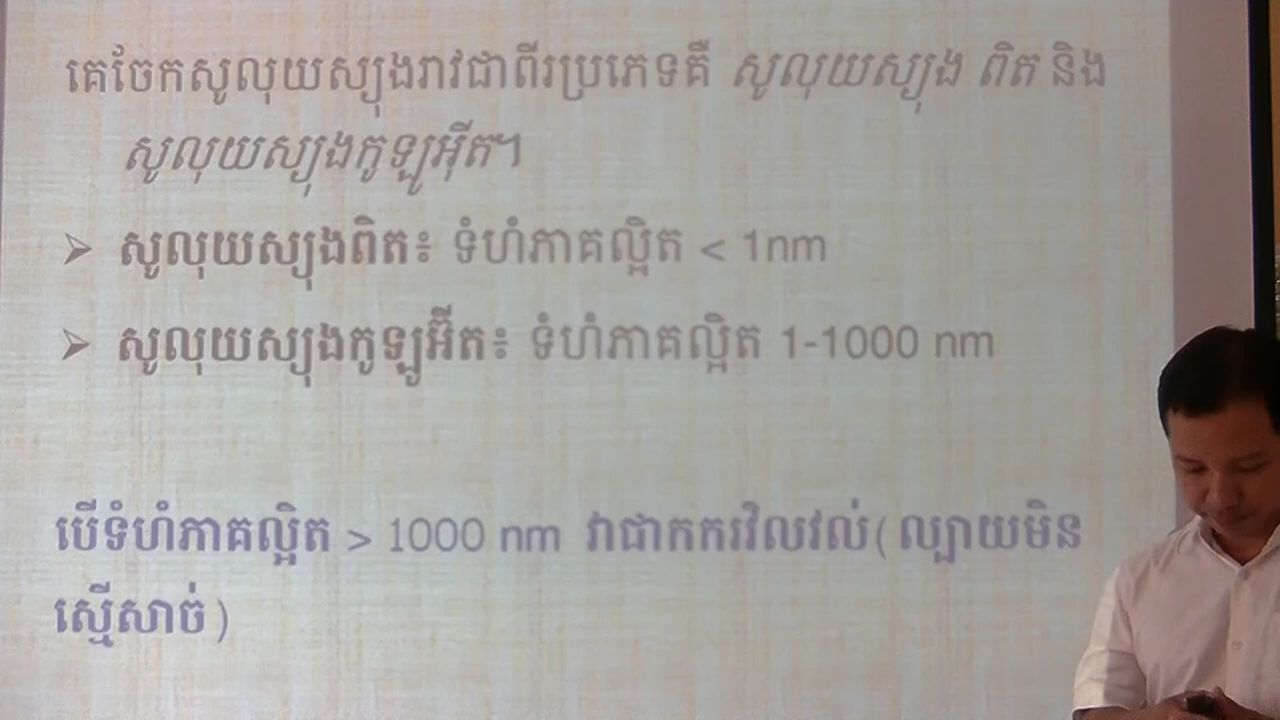 គេចែកសូលុយស្យុងរាវជាពីរប្រភេទគឺ សូលុយស្យុង ពិត និង
សូលុយស្យុងកូឡូអ៊ីត។
➢ សូលុយស្យុងពិត៖ ទំហំភាគល្អិត < 1nm
➢ សូលុយស្យុងកូឡូអ៊ីត៖ ទំហំភាគល្អិត 1-1000 nm
បើទំហំភាគល្អិត > 1000 nm វាជាកករវិលវល់( ល្បាយមិន
ស្មើសាច់ )